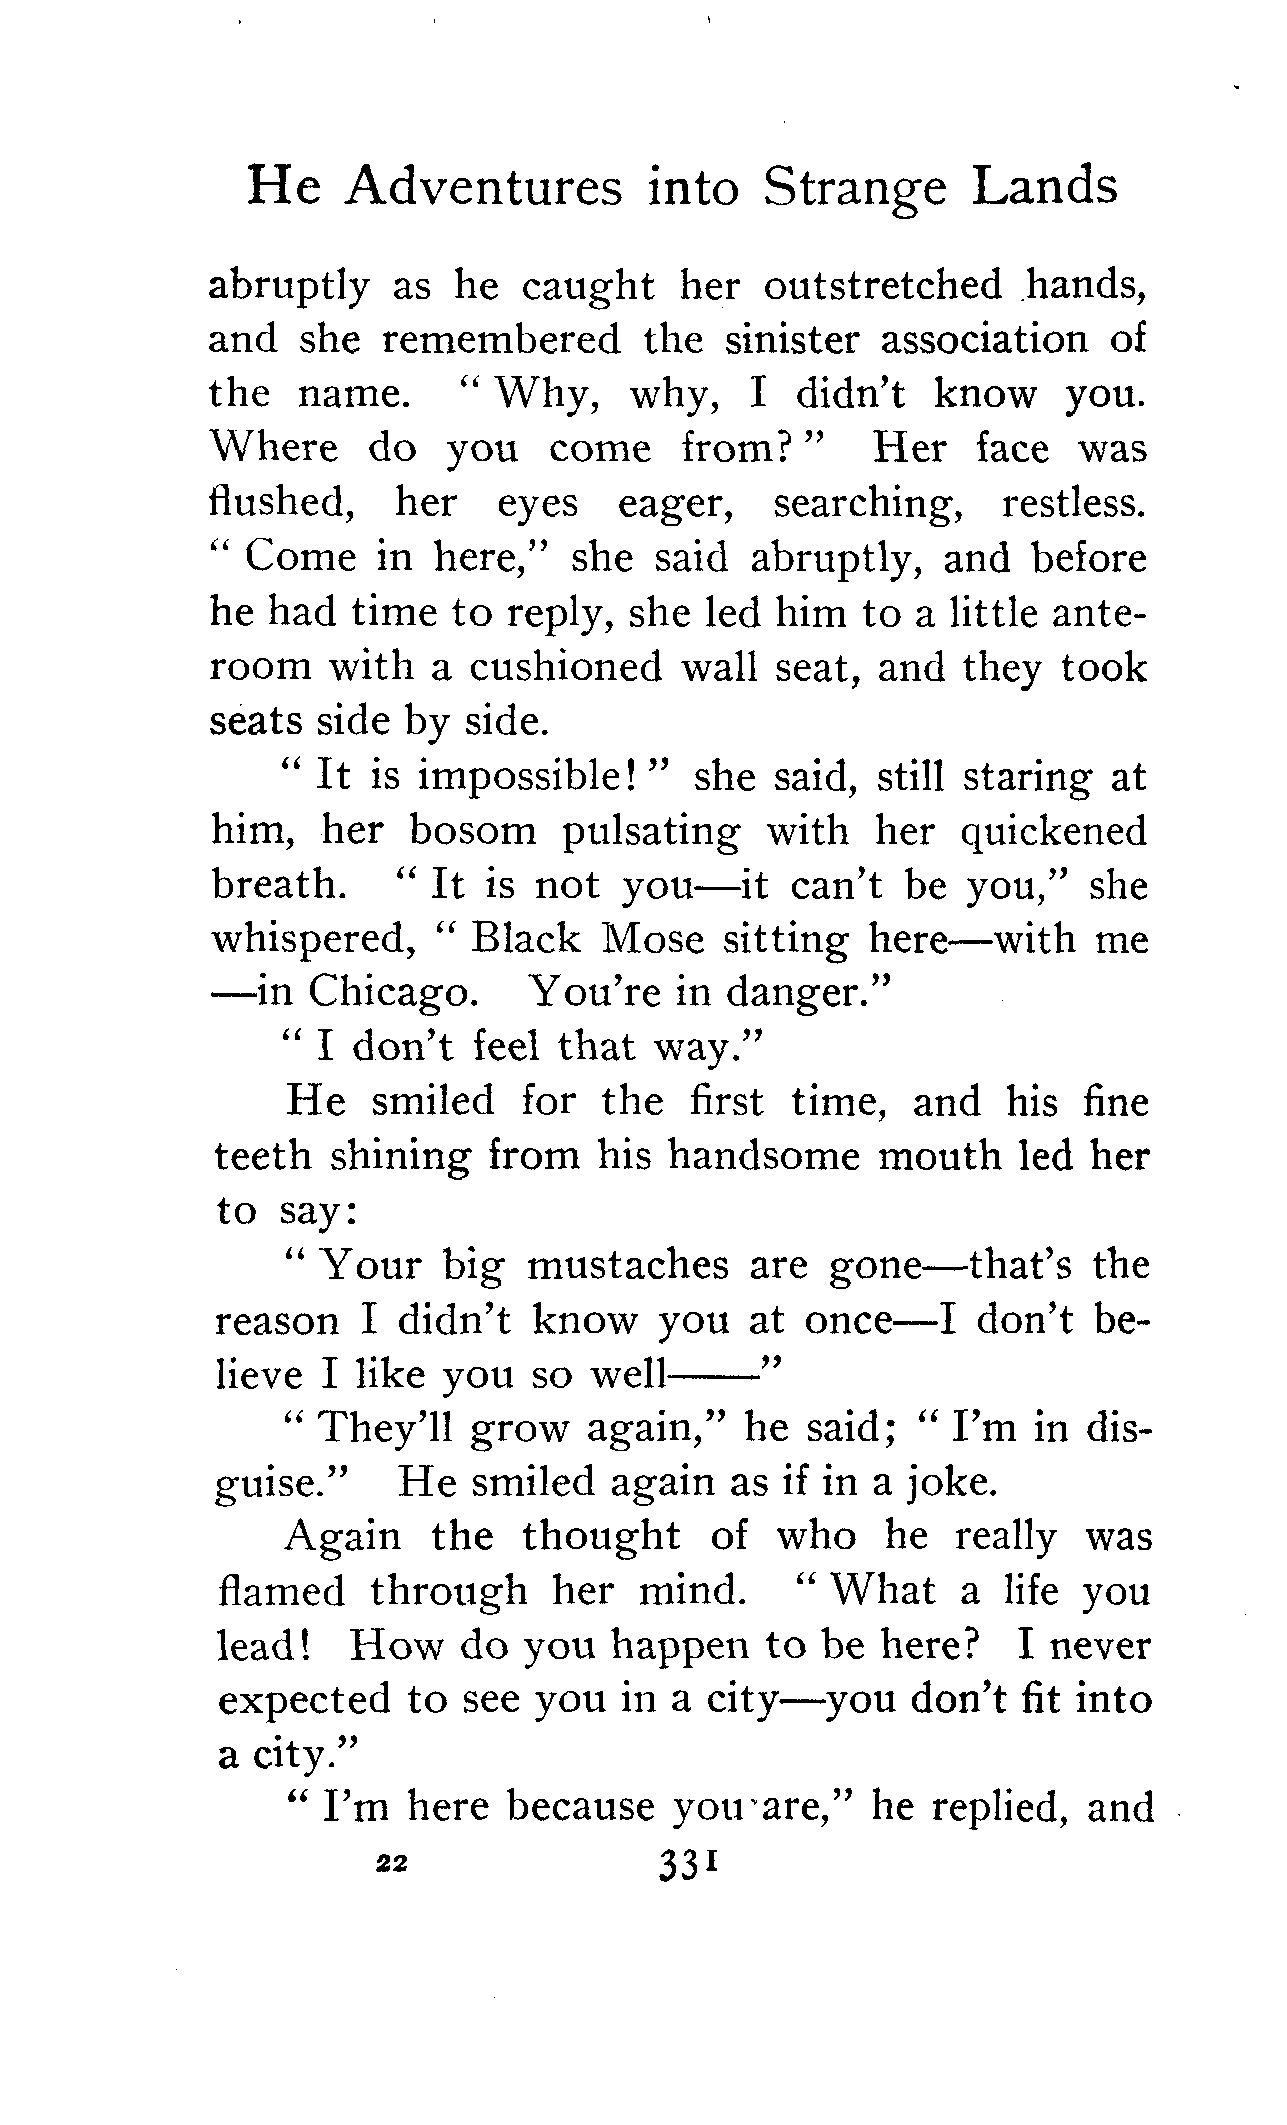 He Adventures into Strange Lands
abruptly as he caught her outstretched hands,
and she remembered the sinister association of
the name. " Why, why, I didn't know you.
Where do you come from? " Her face was
flushed, her eyes eager, searching, restless.
" Come in here," she said abruptly, and before
he had time to reply, she led him to a little ante-
room with a cushioned wall seat, and they took
seats side by side.
" It is impossible! " she said, still staring at
him, her bosom pulsating with her quickened
breath. " It is not you—it can't be you," she
whispered, " Black Mose sitting here—with me
—in Chicago. You're in danger."
" I don't feel that way."
He smiled for the first time, and his fine
teeth shining from his handsome mouth led her
to say:
" Your big mustaches are gone—that's the
reason I didn't know you at once—I don't be-
lieve I like you so well——"
" They'll grow again," he said; " I'm in dis-
guise." He smiled again as if in a joke.
Again the thought of who he really was
flamed through her mind. " What a life you
lead! How do you happen to be here? I never
expected to see you in a city—you don't fit into
a city."
" I'm here because you are," he replied, and
22 331